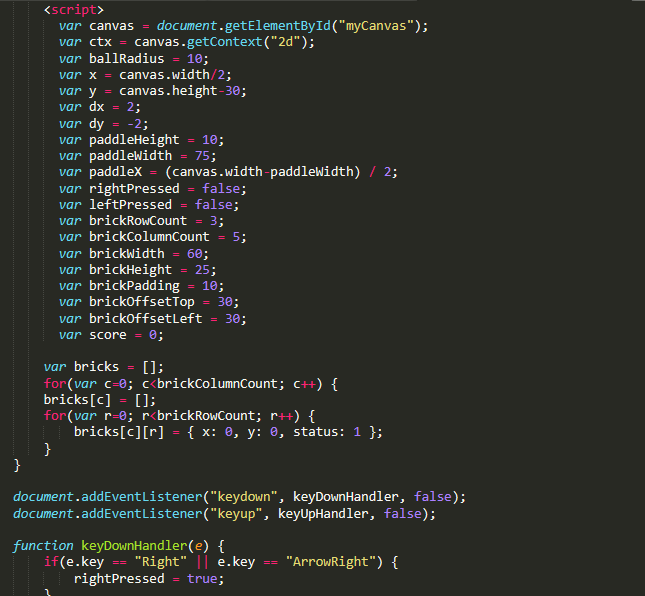 <script>
var canvas = document.getElementById("myCanvas");
var ctx = canvas.getContext("2d");
var ballRadius = 10;
var x = canvas.width/2;
var y = canvas.height-30;
var dx = 2;
var dy = -2;
var paddleHeight = 10;
var paddleWidth = 75;
var paddleX = (canvas.width-paddleWidth) / 2;
var rightPressed = false;
var leftPressed = false;
var brickRowCount = 3;
var brickColumnCount = 5;
var brickWidth = 60;
var brickHeight = 25;
var brickPadding = 10;
var brickOffsetTop = 30;
var brickOffsetLeft = 30;
var score = 0;
var bricks = [];
for(var c=0; c<brickColumnCount; c++) {
bricks[c] = [];
for(var r=0; r<brickRowCount; r++) {
bricks[c][r] = { x: 0, y: 0, status: 1 };
}
}
document.addEventListener("keydown", keyDownHandler, false);
document.addEventListener("keyup", keyUpHandler, false);
function keyDownHandler(e) {
if(e.key == "Right" || e.key == "ArrowRight") {
rightPressed = true;
}